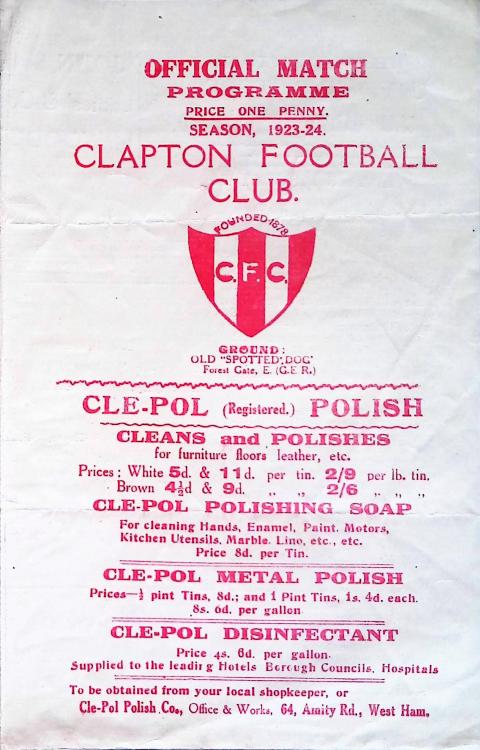 OFFICIAL MATCH
PROGRAMME
PRICE ONE PENNY.
SEASON, 1923-24.
CLAPTON FOOTBALL
CLUB.
FOUNDED 1878
C. F. C.
GROUND:
OLD "SPOTTED DOG"
Forest Gate, E. (G.E.R.)
CLE-POL (Registered.) POLISH
CLEANS and POLISHES
for furniture floors leather, etc.
Prices: White 5d. & 11d. per tin. 2/9 per lb. tin.
Brown 4½d & 9d. „ „ 2/6 „ „ „
CLE-POL POLISHING SOAP
For cleaning Hands, Enamel, Paint. Motors,
Kitchen Utensils, Marble. Lino, etc., etc.
Price 8d. per Tin.
CLE-POL METAL POLISH
Prices—½ pint Tins, 8d.; and 1 Pint Tins, 1s. 4d. each.
8s. 6d. per gallon
CLE-POL DISINFECTANT
Price 4s. 6d. per gallon.
Supplied to the leading Hotels Borough Councils. Hospitals
To be obtained from your local shopkeeper, or
Cle-Pol Polish Co., Office & Works, 64, Amity Rd., West Ham.